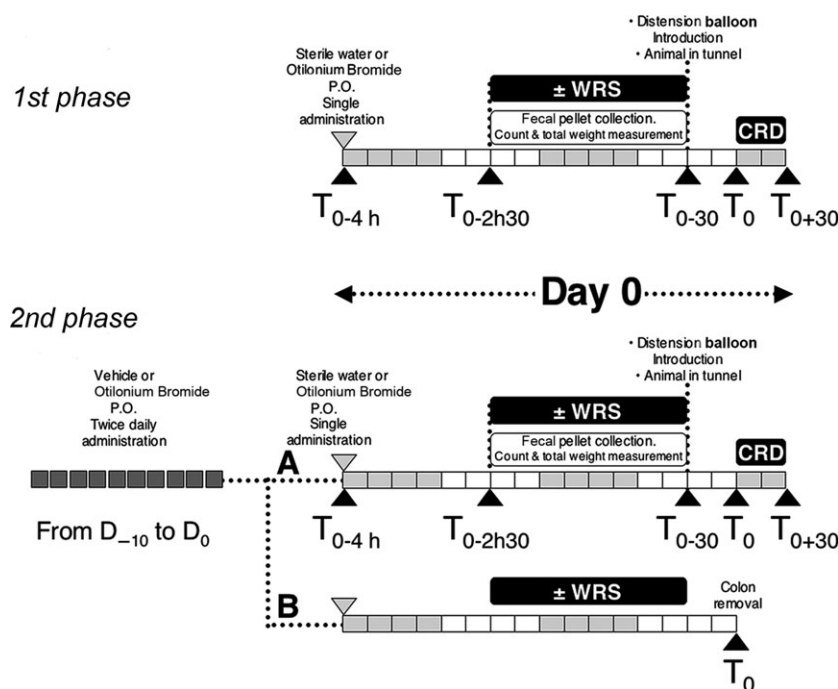 • Distension balloon
Introduction
• Animal in tunnel
Sterile water or
Otilonium Bromide
P.O.
Single
administration
1st phase
± WRS
Fecal pellet collection.
Count & total weight measurement
CRD
T0-4 h
T0-2h30
T0-30
T0
T0+30
Day 0
2nd phase
• Distension balloon
Introduction
• Animal in tunnel
Vehicle or
Otilonium Bromide
P.O.
Twice daily
administration
Sterile water or
Otilonium Bromide
P.O.
Single
administration
± WRS
Fecal pellet collection.
Count & total weight measurement
CRD
A
From D–10 to D0
T0-4 h
T0-2h30
T0-30
T0
T0+30
B
± WRS
Colon
removal
T0